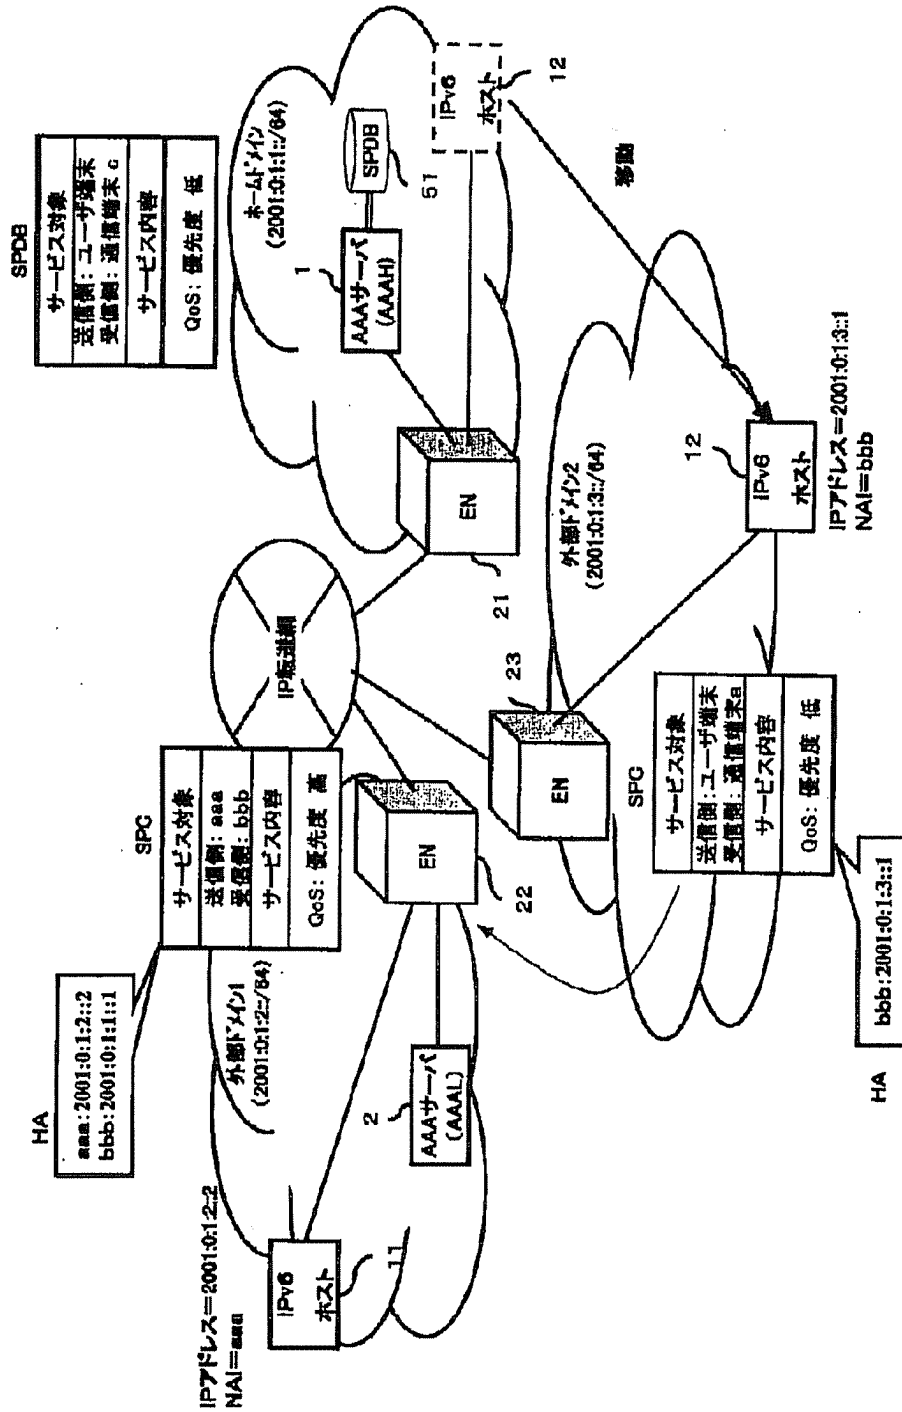 HA
aaa:2001:0:1:2::2
bbb:2001:0:1:1::1
SPC
サービス対象
送信側: aaa
受信側: bbb
サービス内容
QoS: 優先度 高
SPDB
サービス対象
送信側: ユーザ端末
受信側: 通信端末 c
サービス内容
QoS: 優先度 低
IPアドレス=2001:0:1:2::2
NAI=aaa
IPv6
ホスト
11
外部ドメイン1
(2001:0:1:2::/64)
2
AAAサーバ
(AAAL)
EN
22
IP転送網
EN
21
ホームドメイン
(2001:0:1:1::/64)
1
AAAサーバ
(AAAH)
SPDB
51
IPv6
ホスト
12
移動
EN
23
外部ドメイン2
(2001:0:1:3::/64)
12
IPv6
ホスト
IPアドレス=2001:0:1:3::1
NAI=bbb
SPC
サービス対象
送信側:ユーザ端末
受信側: 通信端末a
サービス内容
QoS: 優先度 低
HA
bbb:2001:0:1:3::1